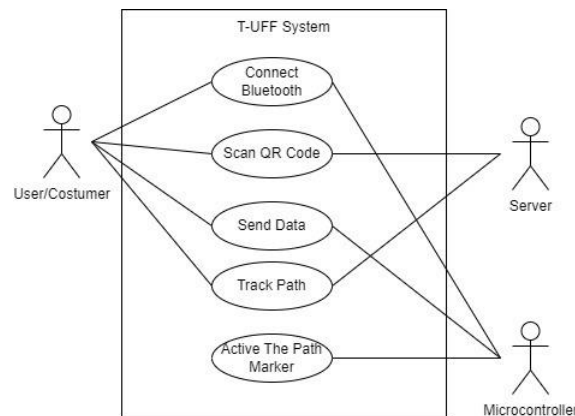 T-UFF System
Connect
Bluetooth
Scan QR Code
User/Costumer
Server
Send Data
Track Path
Active The Path
Marker
Microcontroller